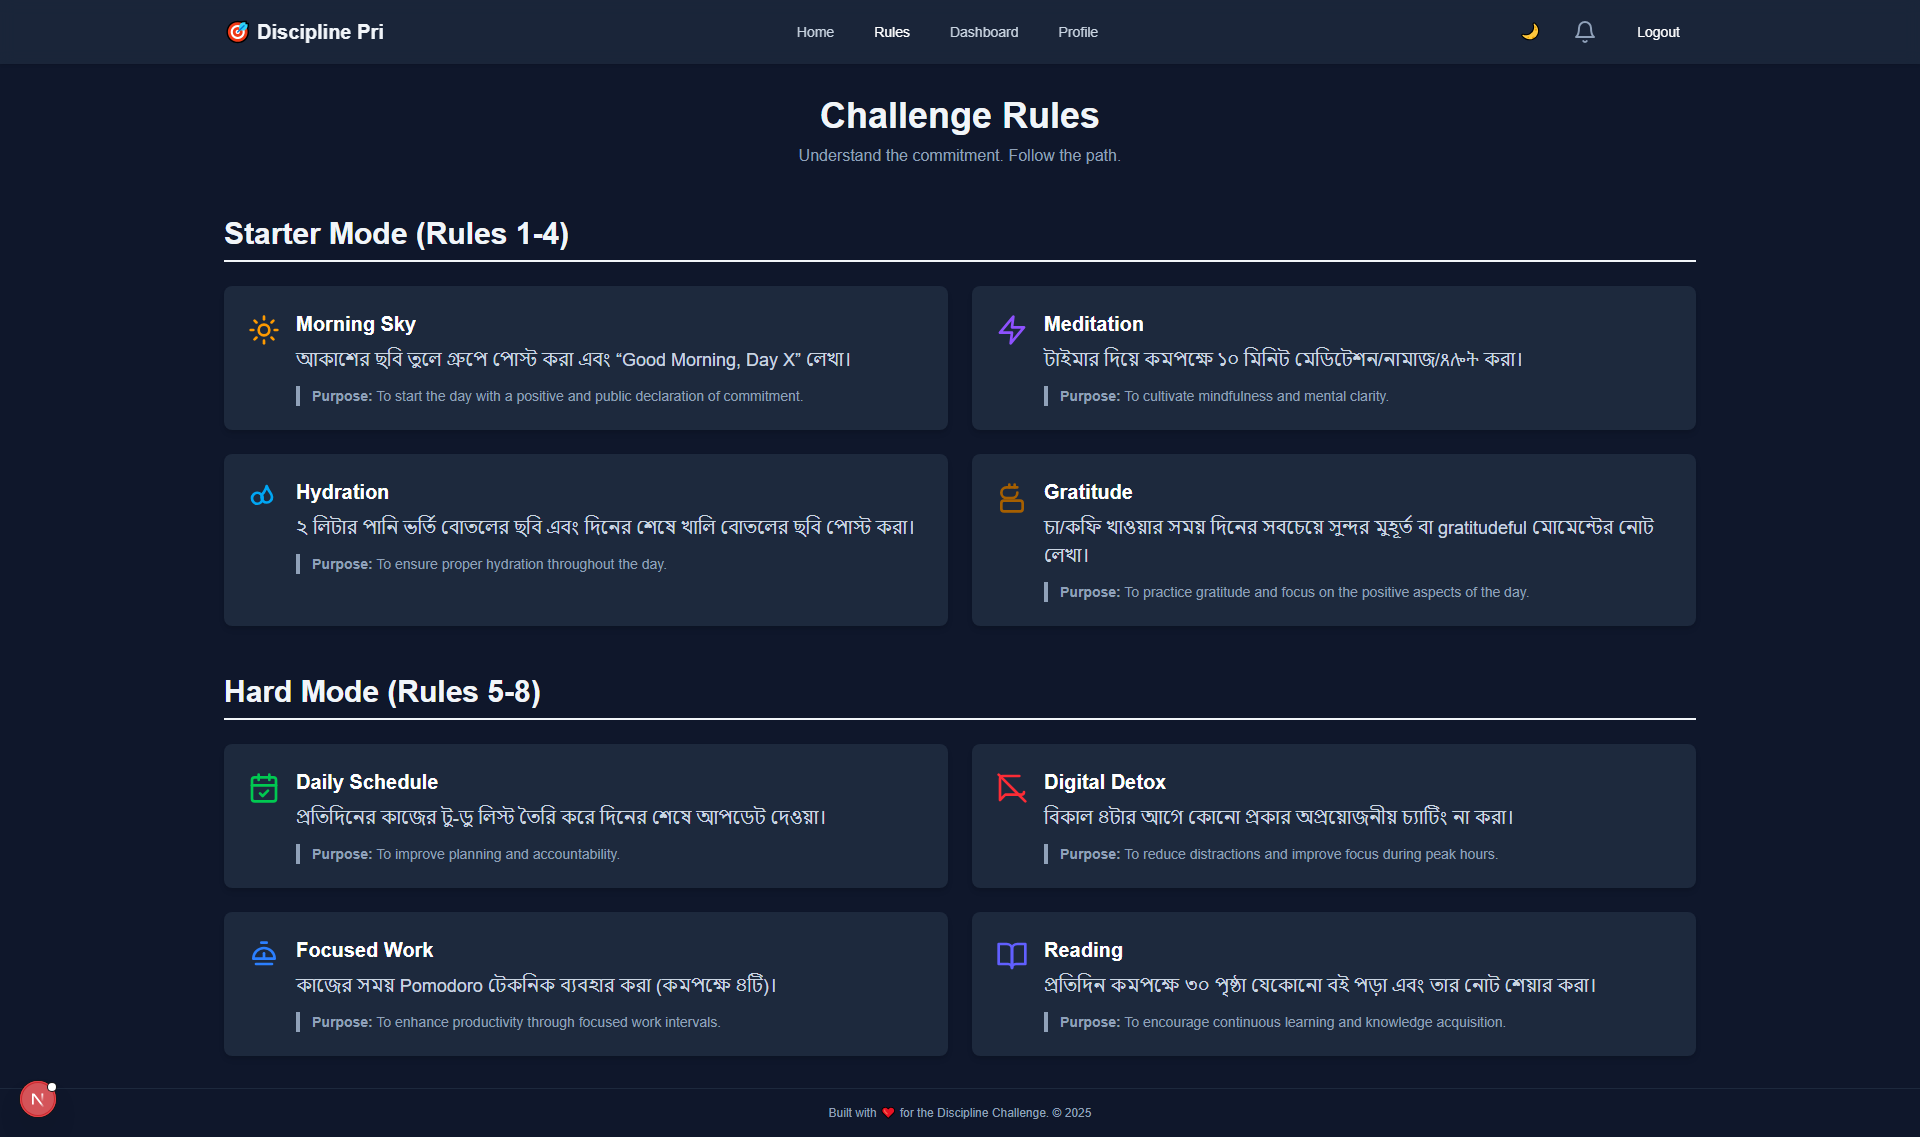 Discipline Pri
Home
Rules
Dashboard
Profile
Logout
Challenge Rules
Understand the commitment. Follow the path.
Starter Mode (Rules 1-4)
Morning Sky
আকাশের ছবি তুলে গ্রুপে পোস্ট করা এবং “Good Morning, Day X” লেখা।
Purpose: To start the day with a positive and public declaration of commitment.
Meditation
টাইমার দিয়ে কমপক্ষে ১০ মিনিট মেডিটেশন/নামাজ/ጸሎት করা।
Purpose: To cultivate mindfulness and mental clarity.
Hydration
২ লিটার পানি ভর্তি বোতলের ছবি এবং দিনের শেষে খালি বোতলের ছবি পোস্ট করা।
Purpose: To ensure proper hydration throughout the day.
Gratitude
চা/কফি খাওয়ার সময় দিনের সবচেয়ে সুন্দর মুহূর্ত বা gratitudeful মোমেন্টের নোট
লেখা।
Purpose: To practice gratitude and focus on the positive aspects of the day.
Hard Mode (Rules 5-8)
Daily Schedule
প্রতিদিনের কাজের টু-ডু লিস্ট তৈরি করে দিনের শেষে আপডেট দেওয়া।
Purpose: To improve planning and accountability.
Digital Detox
বিকাল ৪টার আগে কোনো প্রকার অপ্রয়োজনীয় চ্যাটিং না করা।
Purpose: To reduce distractions and improve focus during peak hours.
Focused Work
কাজের সময় Pomodoro টেকনিক ব্যবহার করা (কমপক্ষে ৪টি)।
Purpose: To enhance productivity through focused work intervals.
Reading
প্রতিদিন কমপক্ষে ৩০ পৃষ্ঠা যেকোনো বই পড়া এবং তার নোট শেয়ার করা।
Purpose: To encourage continuous learning and knowledge acquisition.
N
Built with ❤️ for the Discipline Challenge. © 2025